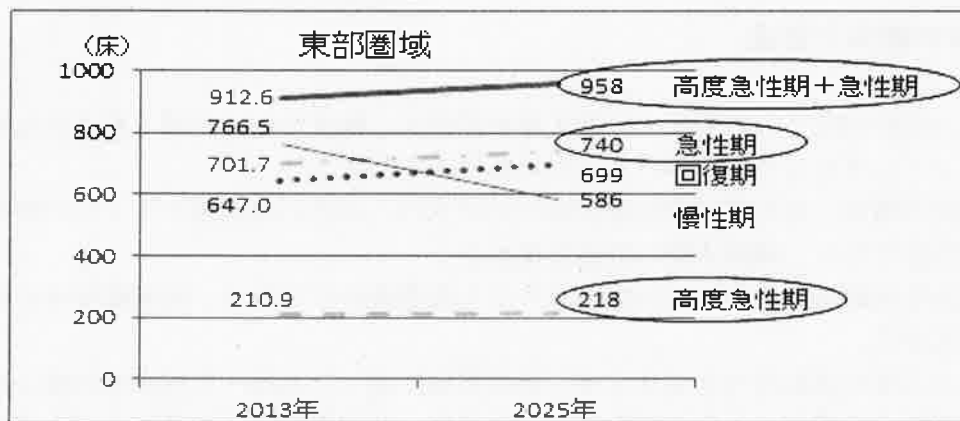 (床)
東部圏域
1000
912.6
958 高度急性期＋急性期
800
766.5
740 急性期
701.7
699 回復期
600
647.0
586
慢性期
400
210.9
218 高度急性期
200
0
2013年
2025年